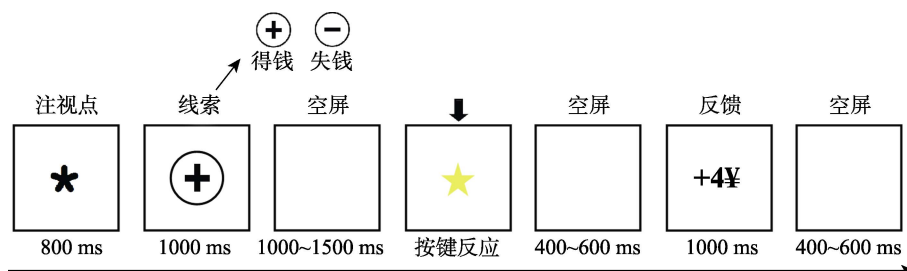 得钱 失钱
注视点 线索 空屏 空屏 反馈 空屏
+4¥
800 ms 1000 ms 1000~1500 ms 按键反应 400~600 ms 1000 ms 400~600 ms